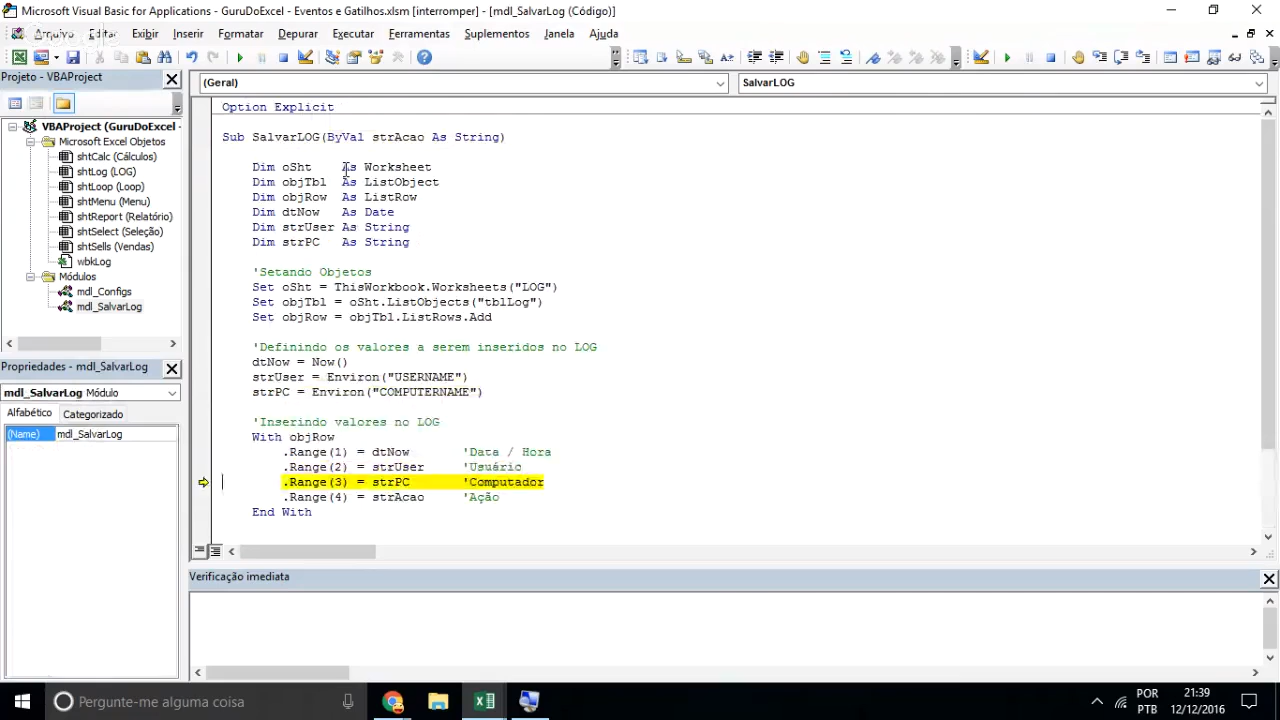 Microsoft Visual Basic for Applications - GuruDoExcel - Eventos e Gatilhos.xlsm [interromper] - [mdl_SalvarLog (Código)]
Arquivo Editar Exibir Inserir Formatar Depurar Executar Ferramentas Suplementos Janela Ajuda
Projeto - VBAProject
(Geral)
SalvarLOG
VBAProject (GuruDoExcel -
Microsoft Excel Objetos
shtCalc (Cálculos)
shtLog (LOG)
shtLoop (Loop)
shtMenu (Menu)
shtReport (Relatório)
shtSelect (Seleção)
shtSells (Vendas)
wbkLog
Módulos
mdl_Configs
mdl_SalvarLog
Propriedades - mdl_SalvarLog
mdl_SalvarLog Módulo
Alfabético Categorizado
(Name) mdl_SalvarLog
Option Explicit
Sub SalvarLOG(ByVal strAcao As String)
Dim oSht As Worksheet
Dim objTbl As ListObject
Dim objRow As ListRow
Dim dtNow As Date
Dim strUser As String
Dim strPC As String
'Setando Objetos
Set oSht = ThisWorkbook.Worksheets("LOG")
Set objTbl = oSht.ListObjects("tblLog")
Set objRow = objTbl.ListRows.Add
'Definindo os valores a serem inseridos no LOG
dtNow = Now()
strUser = Environ("USERNAME")
strPC = Environ("COMPUTERNAME")
'Inserindo valores no LOG
With objRow
.Range(1) = dtNow 'Data / Hora
.Range(2) = strUser 'Usuário
.Range(3) = strPC 'Computador
.Range(4) = strAcao 'Ação
End With
Verificação imediata
Pergunte-me alguma coisa
POR
PTB
21:39
12/12/2016